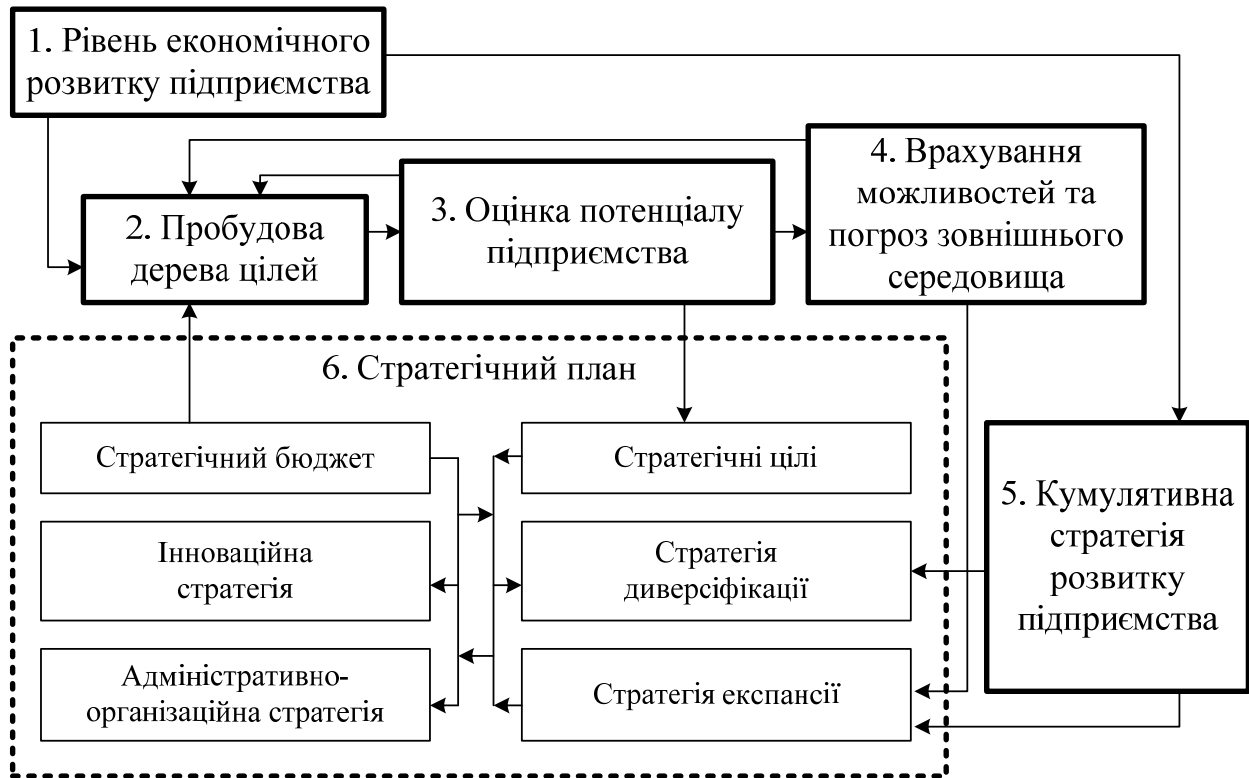 1. Рівень економічного
розвитку підприємства
2. Пробудова
дерева цілей
3. Оцінка потенціалу
підприємства
4. Врахування
можливостей та
погроз зовнішнього
середовища
6. Стратегічний план
Стратегічний бюджет
Стратегічні цілі
Інноваційна
стратегія
Стратегія
диверсіфікації
Адміністративно-
організаційна стратегія
Стратегія експансії
5. Кумулятивна
стратегія
розвитку
підприємства